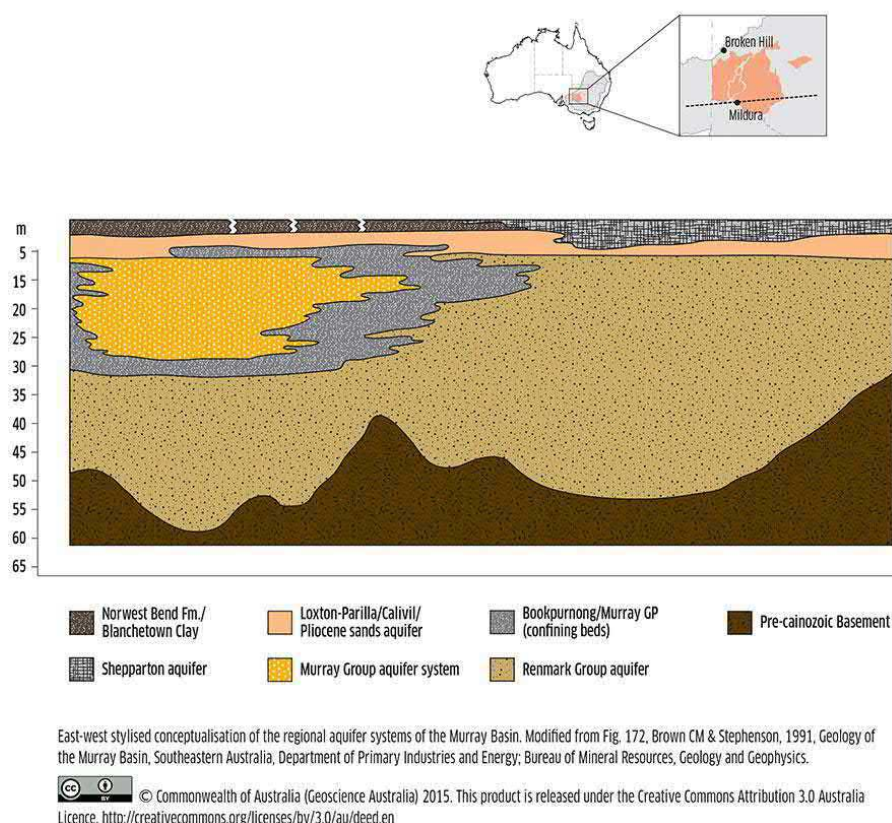 Broken Hill
Mildura
m
5
15
20
25
30
35
40
45
50
55
60
65
Norwest Bend Fm./
Blanchetown Clay
Loxton-Parilla/Calivil/
Pliocene sands aquifer
Bookpurnong/Murray GP
(confining beds)
Pre-cainozoic Basement
Shepparton aquifer
Murray Group aquifer system
Renmark Group aquifer
East-west stylised conceptualisation of the regional aquifer systems of the Murray Basin. Modified from Fig. 172, Brown CM & Stephenson, 1991, Geology of
the Murray Basin, Southeastern Australia, Department of Primary Industries and Energy; Bureau of Mineral Resources, Geology and Geophysics.
cc BY © Commonwealth of Australia (Geoscience Australia) 2015. This product is released under the Creative Commons Attribution 3.0 Australia
Licence. http://creativecommons.org/licenses/by/3.0/au/deed.en